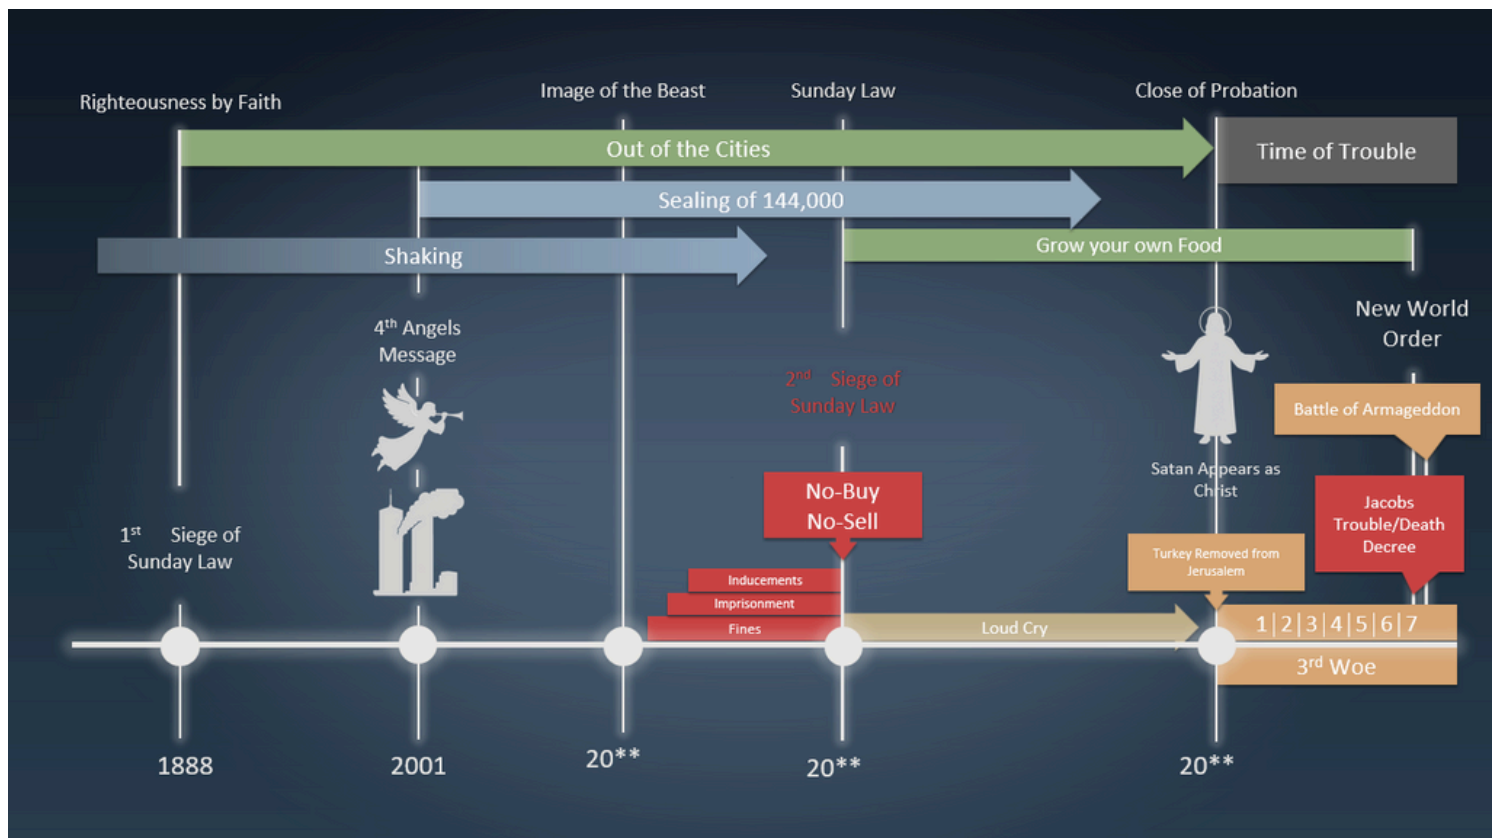 Righteousness by Faith
Image of the Beast
Sunday Law
Close of Probation
Out of the Cities
Time of Trouble
Sealing of 144,000
Grow your own Food
Shaking
4th Angels
Message
New World
Order
2nd Siege of
Sunday Law
Battle of Armageddon
Satan Appears as
Christ
No-Buy
No-Sell
Jacobs
Trouble/Death
Decree
1st Siege of
Sunday Law
Turkey Removed from
Jerusalem
Inducements
Imprisonment
Fines
Loud Cry
1|2|3|4|5|6|7
3rd Woe
1888
2001
20**
20**
20**